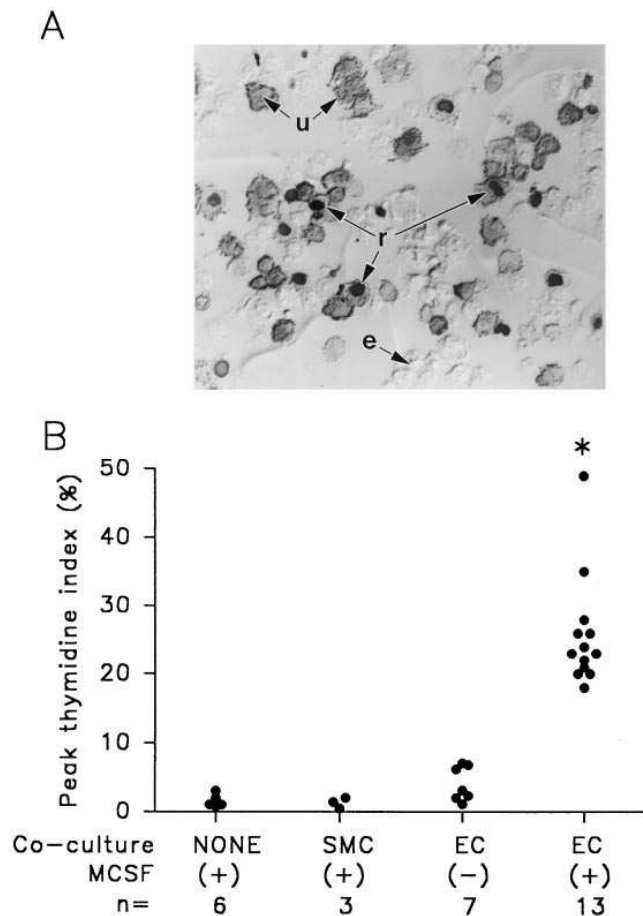 A
u
r
e
B
*
Peak thymidine index (%)
50
40
30
20
10
0
Co-culture NONE SMC EC EC
MCSF (+) (+) (-) (+)
n= 6 3 7 13